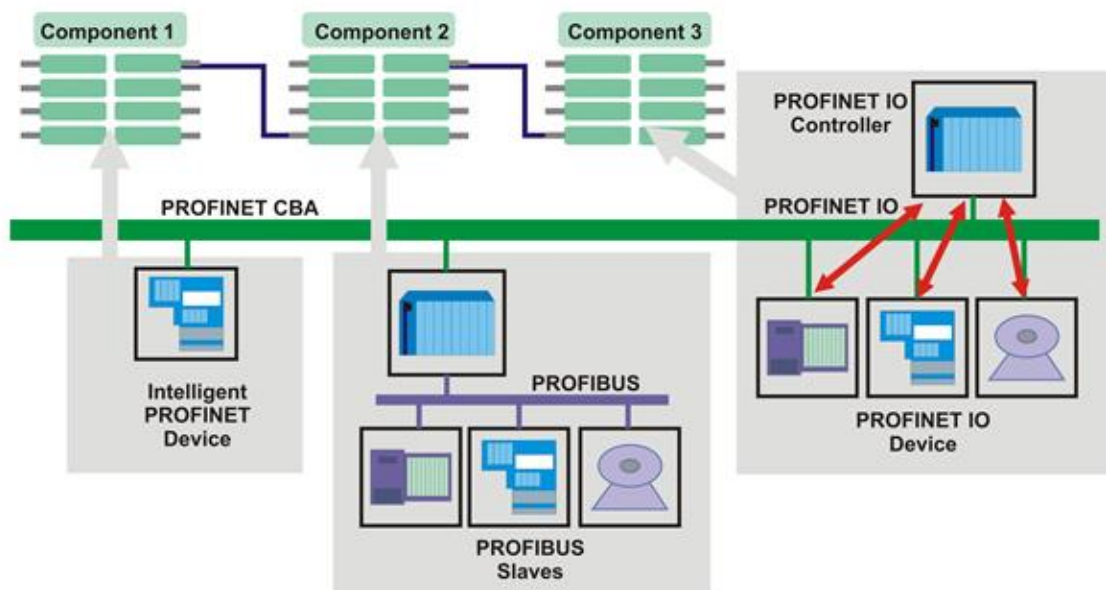 Component 1
Component 2
Component 3
PROFINET IO
Controller
PROFINET CBA
PROFINET IO
Intelligent
PROFINET
Device
PROFIBUS
PROFIBUS
Slaves
PROFINET IO
Device